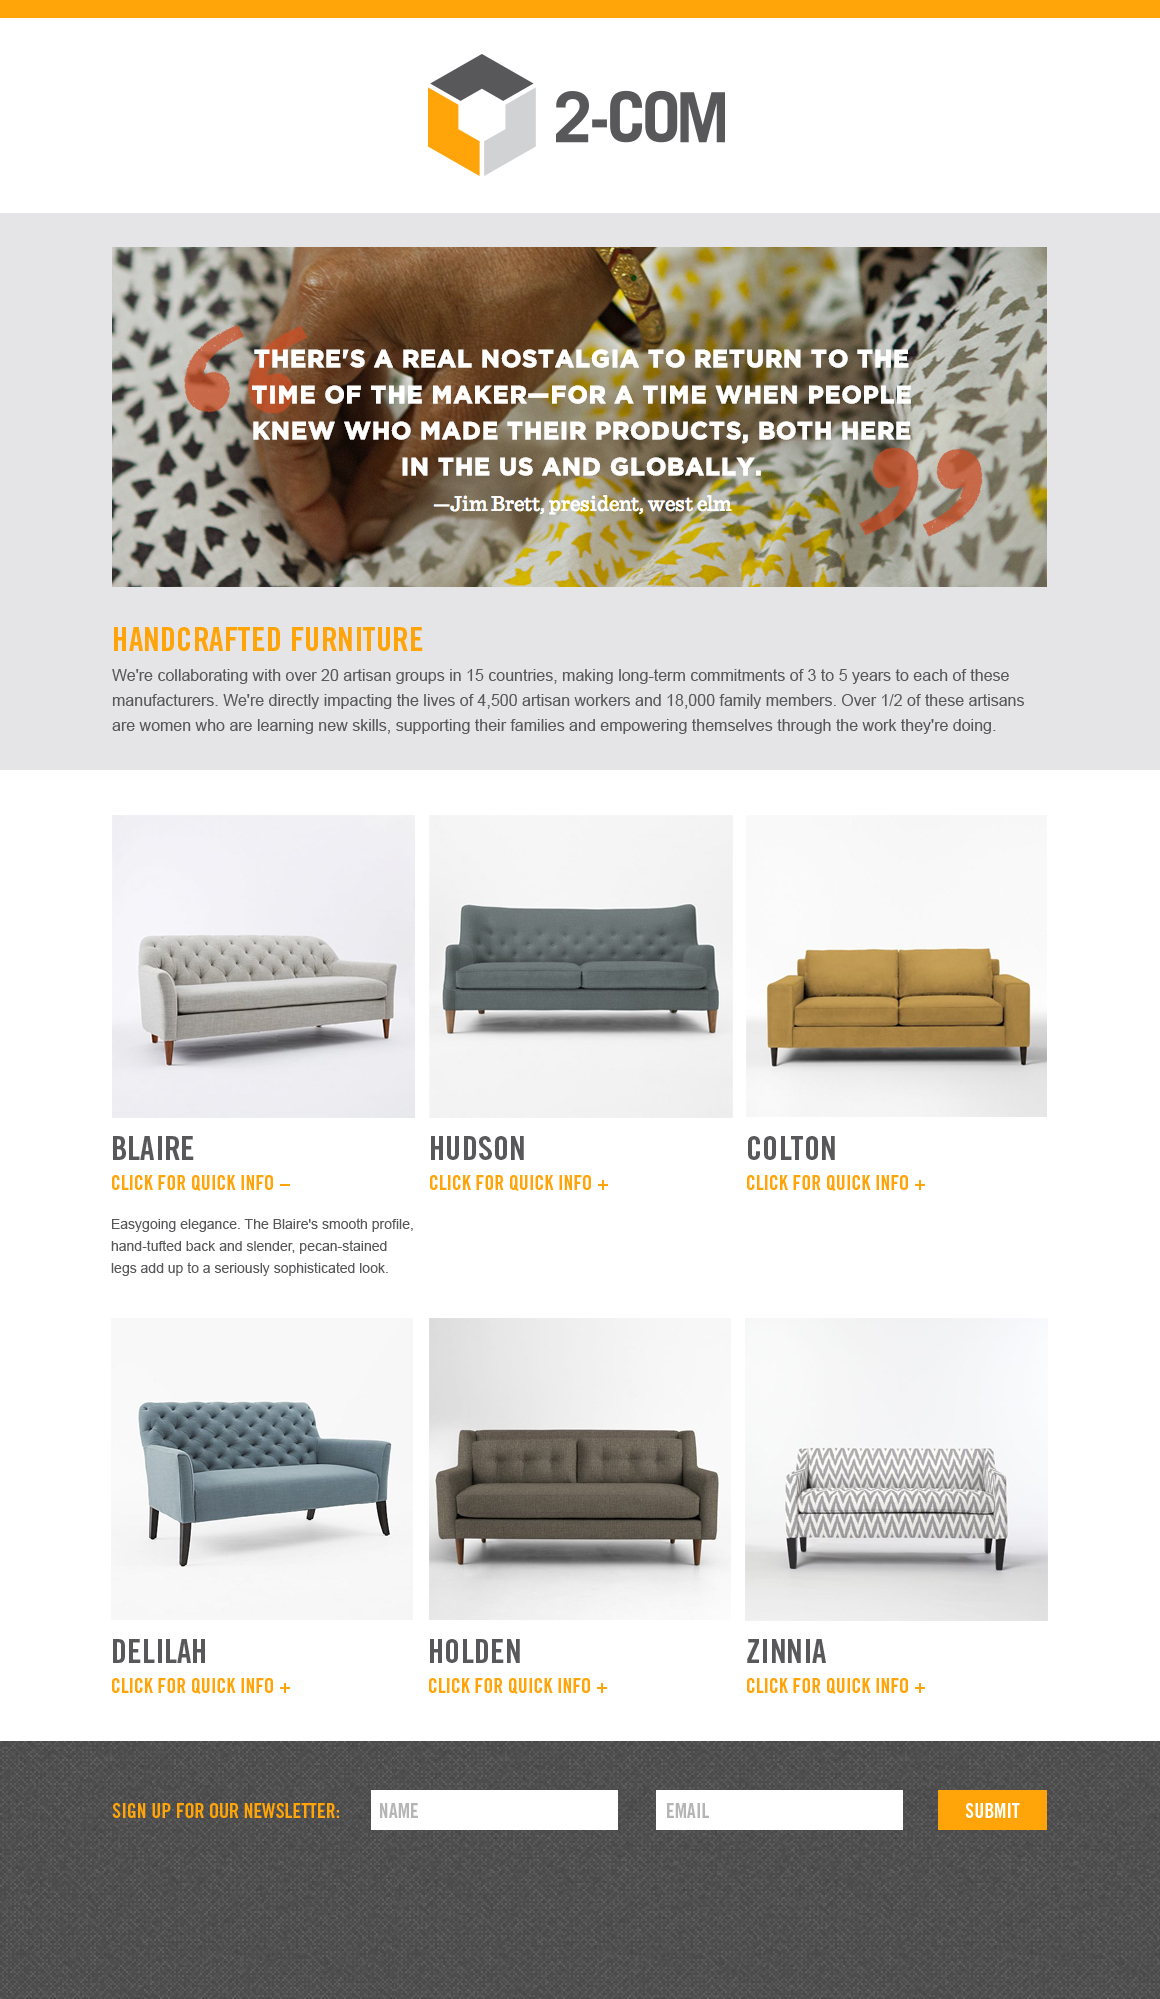 2-COM
THERE'S A REAL NOSTALGIA TO RETURN TO THE
TIME OF THE MAKER—FOR A TIME WHEN PEOPLE
KNEW WHO MADE THEIR PRODUCTS, BOTH HERE
IN THE US AND GLOBALLY.
—Jim Brett, president, west elm
HANDCRAFTED FURNITURE
We're collaborating with over 20 artisan groups in 15 countries, making long-term commitments of 3 to 5 years to each of these
manufacturers. We're directly impacting the lives of 4,500 artisan workers and 18,000 family members. Over 1/2 of these artisans
are women who are learning new skills, supporting their families and empowering themselves through the work they're doing.
BLAIRE
CLICK FOR QUICK INFO –
Easygoing elegance. The Blaire's smooth profile,
hand-tufted back and slender, pecan-stained
legs add up to a seriously sophisticated look.
HUDSON
CLICK FOR QUICK INFO +
COLTON
CLICK FOR QUICK INFO +
DELILAH
CLICK FOR QUICK INFO +
HOLDEN
CLICK FOR QUICK INFO +
ZINNIA
CLICK FOR QUICK INFO +
SIGN UP FOR OUR NEWSLETTER:
NAME
EMAIL
SUBMIT